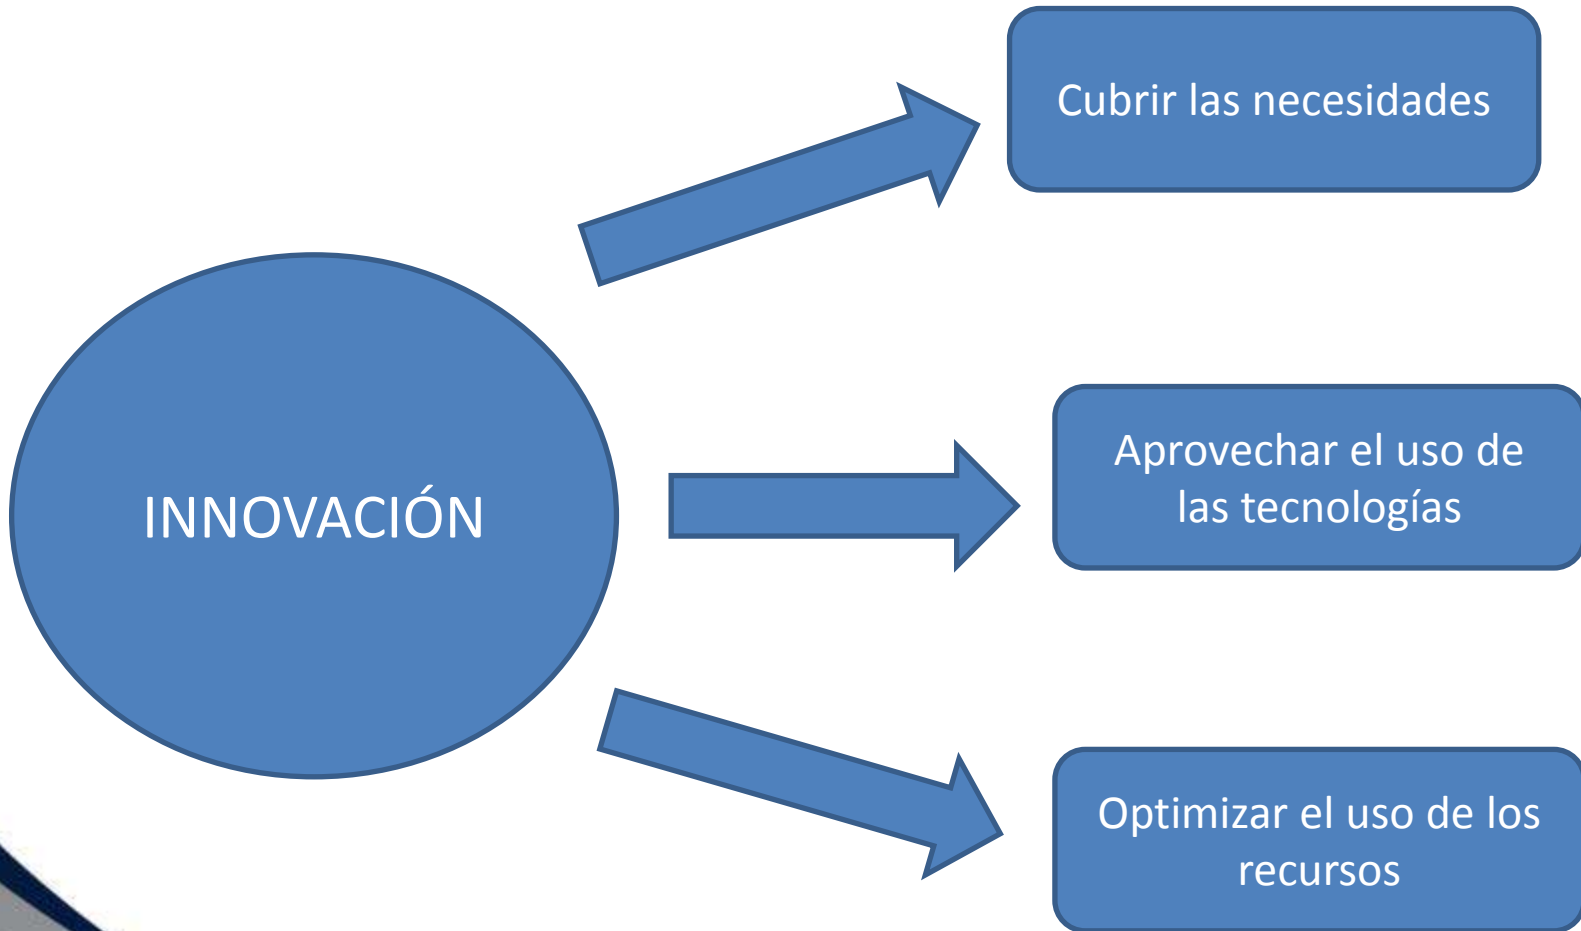 Cubrir las necesidades
INNOVACIÓN
Aprovechar el uso de
las tecnologías
Optimizar el uso de los
recursos